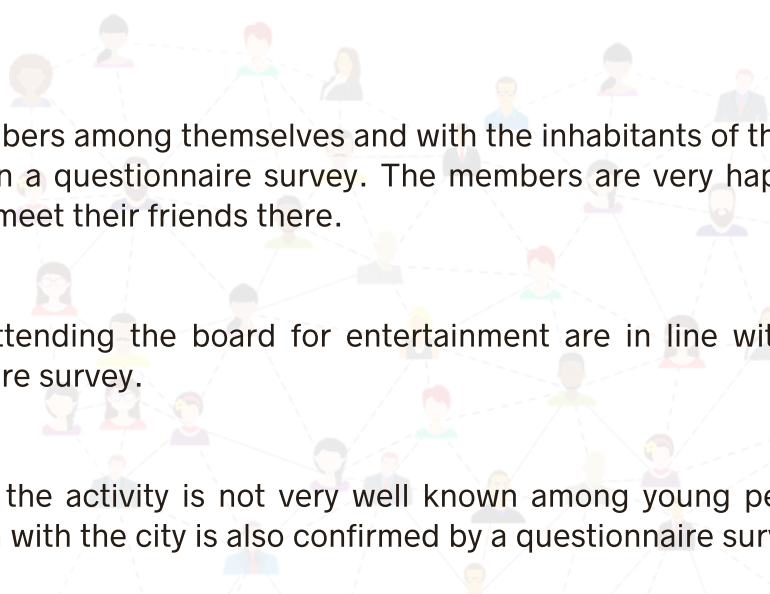 bers among themselves and with the inhabitants of th
n a questionnaire survey. The members are very hap
meet their friends there.
ttending the board for entertainment are in line wit
re survey.
the activity is not very well known among young pe
with the city is also confirmed by a questionnaire surv